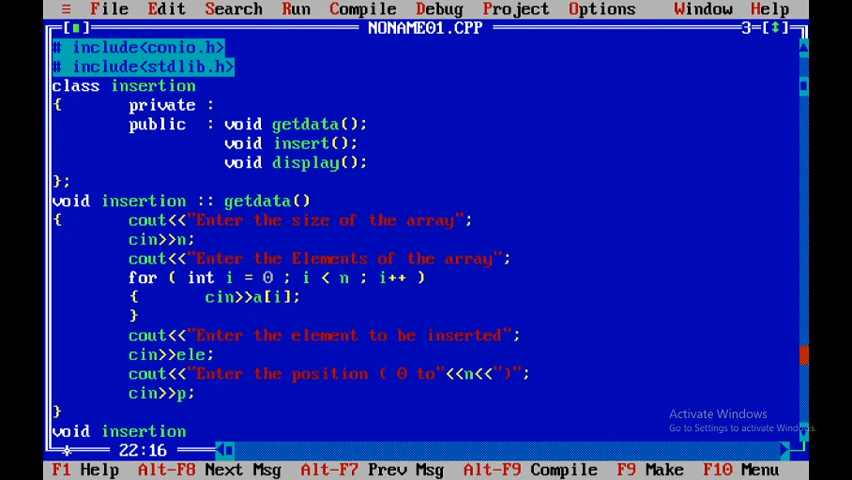 ≡ File Edit Search Run Compile Debug Project Options Window Help
[■] NONAME01.CPP 3=[↕]
# include<conio.h>
# include<stdlib.h>
class insertion
{ private :
public : void getdata();
void insert();
void display();
};
void insertion :: getdata()
{ cout<<"Enter the size of the array";
cin>>n;
cout<<"Enter the Elements of the array";
for ( int i = 0 ; i < n ; i++ )
{ cin>>a[i];
}
cout<<"Enter the element to be inserted";
cin>>ele;
cout<<"Enter the position ( 0 to"<<n<<")";
cin>>p;
}
void insertion
Activate Windows
Go to Settings to activate Windows.
22:16
F1 Help Alt-F8 Next Msg Alt-F7 Prev Msg Alt-F9 Compile F9 Make F10 Menu